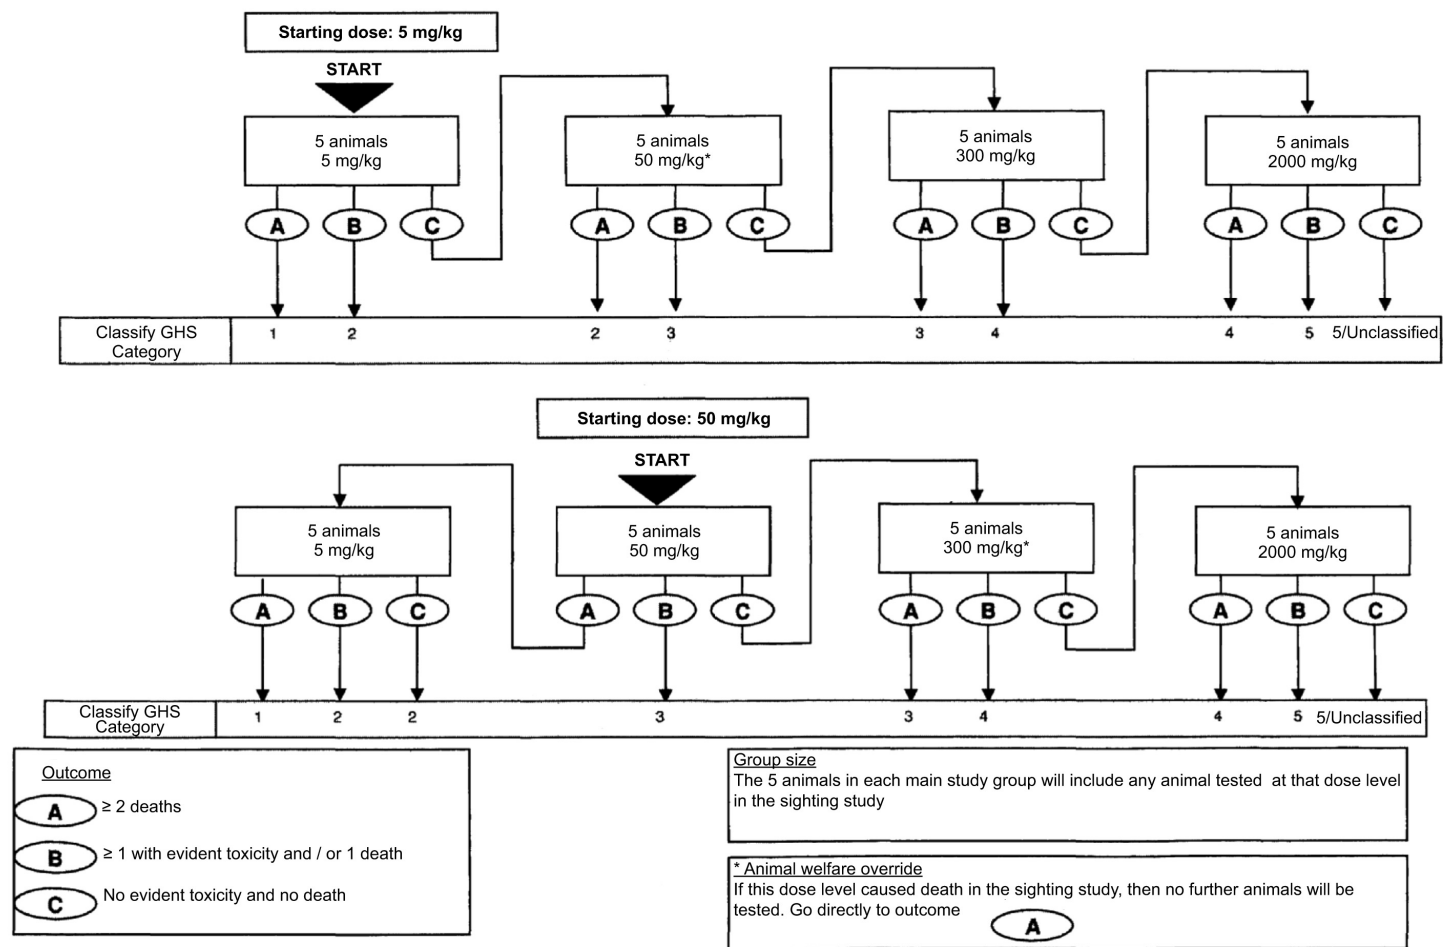 Starting dose: 5 mg/kg
START
5 animals
5 mg/kg
5 animals
50 mg/kg*
5 animals
300 mg/kg
5 animals
2000 mg/kg
A B C A B C A B C A B C
Classify GHS
Category
1 2 2 3 3 4 4 5 5/Unclassified
Starting dose: 50 mg/kg
START
5 animals
5 mg/kg
5 animals
50 mg/kg
5 animals
300 mg/kg*
5 animals
2000 mg/kg
A B C A B C A B C A B C
Classify GHS
Category
1 2 2 3 3 4 4 5 5/Unclassified
Outcome
A ≥ 2 deaths
B ≥ 1 with evident toxicity and / or 1 death
C No evident toxicity and no death
Group size
The 5 animals in each main study group will include any animal tested at that dose level
in the sighting study
* Animal welfare override
If this dose level caused death in the sighting study, then no further animals will be
tested. Go directly to outcome
A